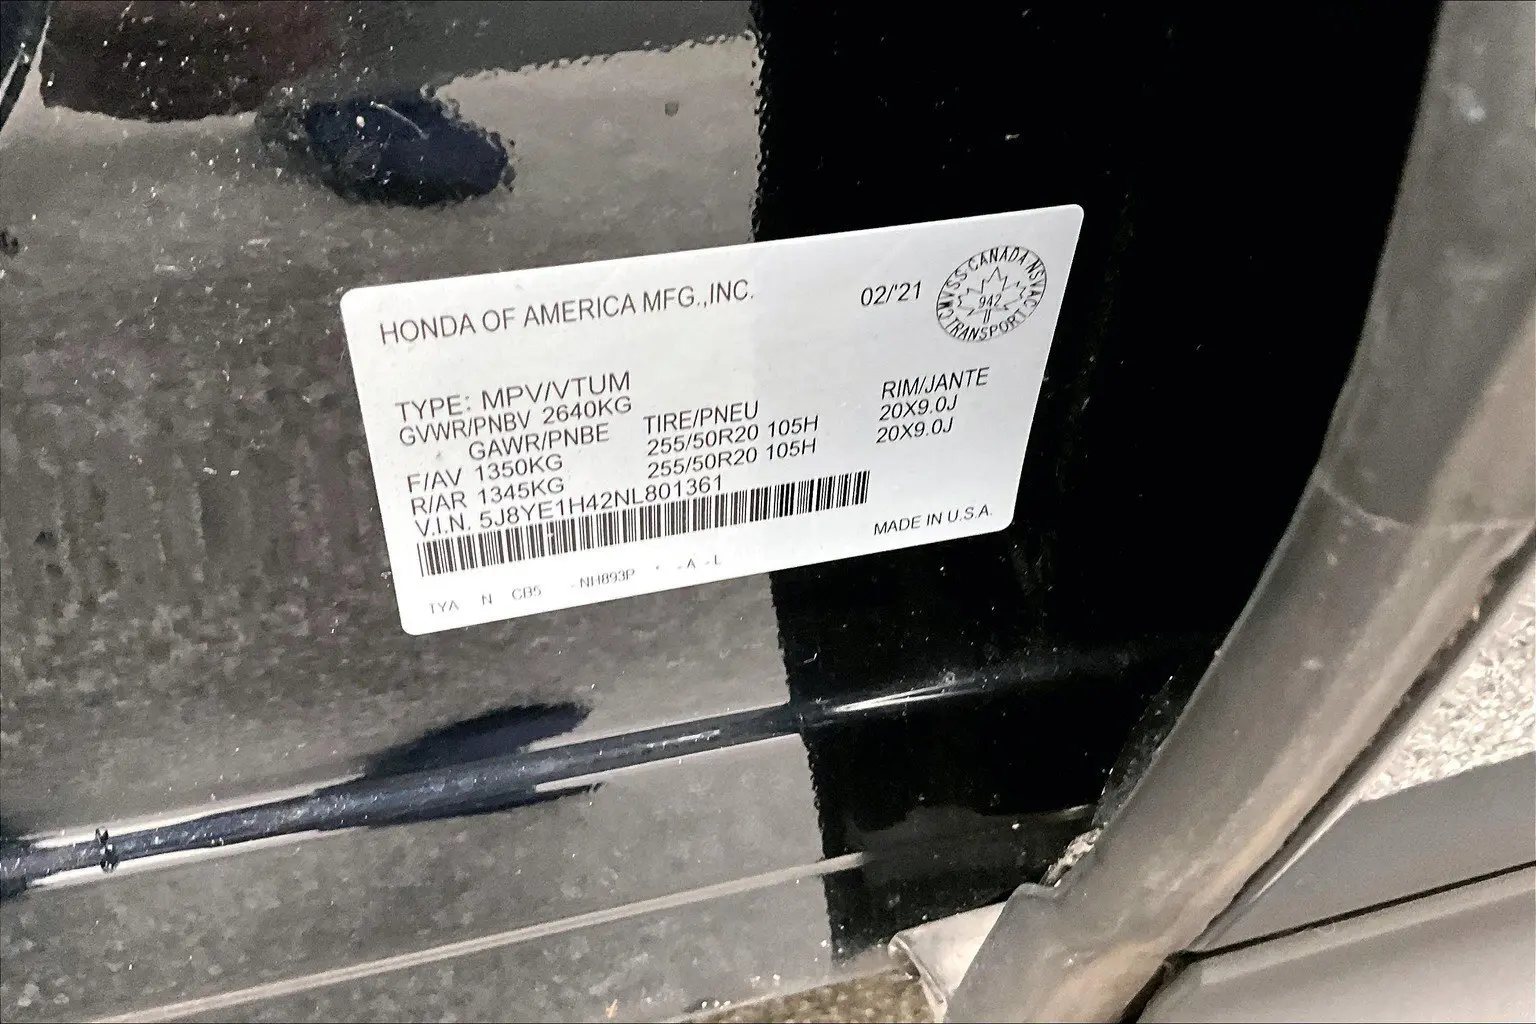 HONDA OF AMERICA MFG.,INC. 02/'21
CMVSS CANADA NSVAC
942
TRANSPORT
TYPE: MPV/VTUM
GVWR/PNBV 2640KG
GAWR/PNBE TIRE/PNEU RIM/JANTE
F/AV 1350KG 255/50R20 105H 20X9.0J
R/AR 1345KG 255/50R20 105H 20X9.0J
V.I.N. 5J8YE1H42NL801361
MADE IN U.S.A.
TYA N CB5 -NH893P * -A -L